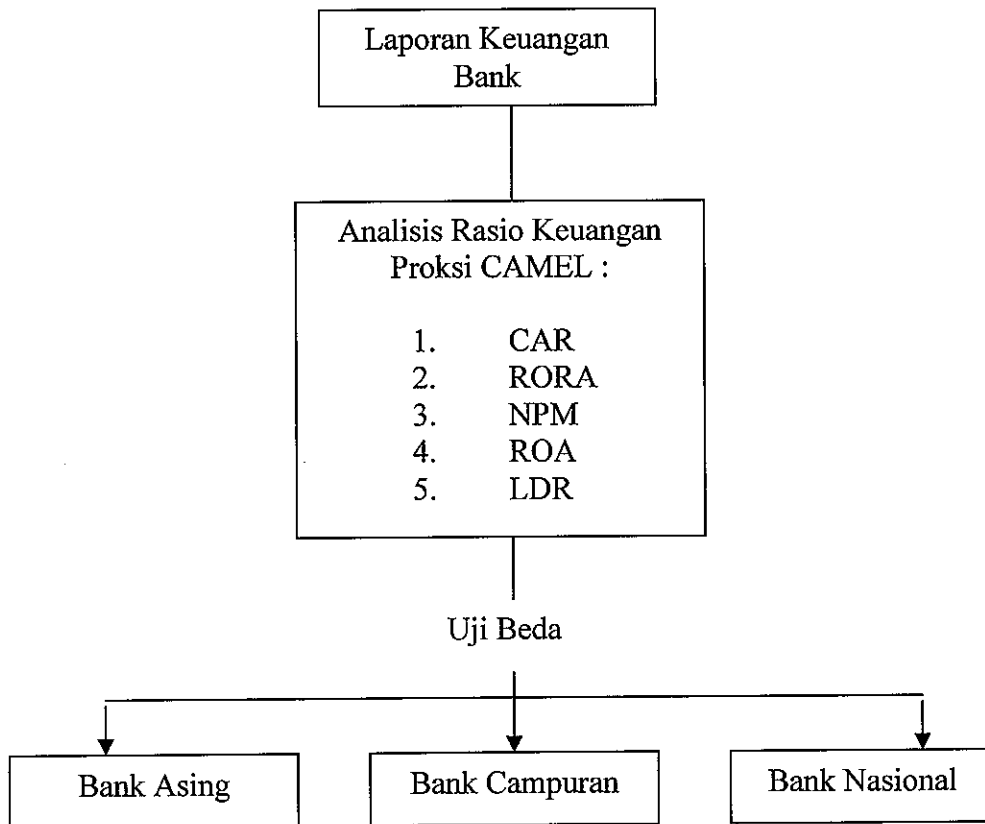 Laporan Keuangan
Bank
Analisis Rasio Keuangan
Proksi CAMEL :
1. CAR
2. RORA
3. NPM
4. ROA
5. LDR
Uji Beda
Bank Asing
Bank Campuran
Bank Nasional